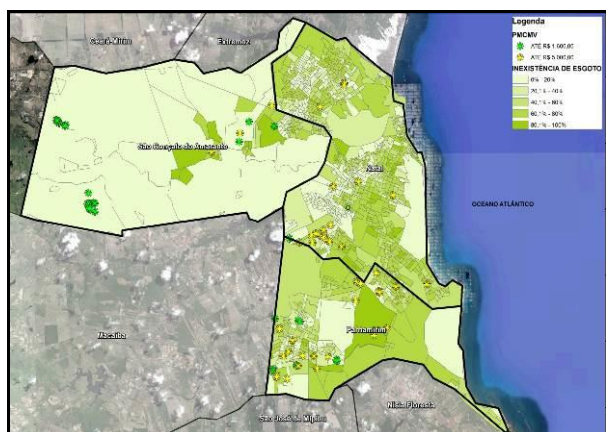 Ceará-Mirim
Extremoz
Legenda
PMCMV
ATÉ R$ 1.600,00
ATÉ R$ 5.000,00
INEXISTÊNCIA DE ESGOTO
0% - 20%
20,1% - 40%
40,1% - 60%
60,1% - 80%
80,1% - 100%
São Gonçalo do Amarante
Natal
OCEANO ATLÂNTICO
Macaíba
Parnamirim
São José de Mipibu
Nísia Floresta